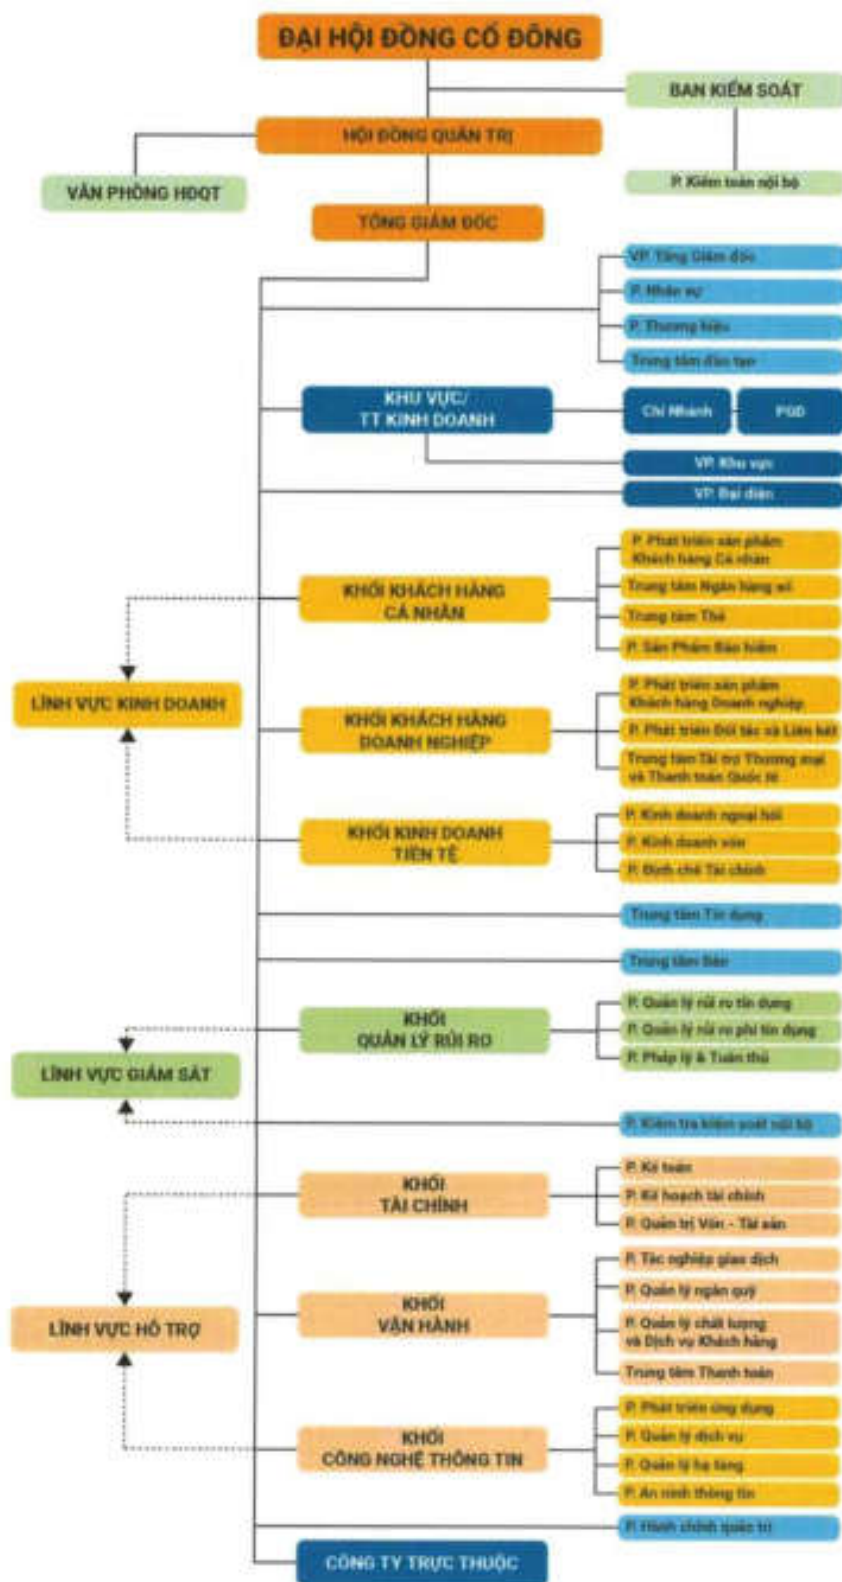 ĐẠI HỘI ĐỒNG CỔ ĐÔNG
BAN KIỂM SOÁT
HỘI ĐỒNG QUẢN TRỊ
VĂN PHÒNG HĐQT
P. Kiểm toán nội bộ
TỔNG GIÁM ĐỐC
VP. Tổng Giám đốc
P. Nhân sự
P. Thương hiệu
Trung tâm đào tạo
KHU VỰC/
TT KINH DOANH
Chi Nhánh
PGD
VP. Khu vực
VP. Đại diện
P. Phát triển sản phẩm
Khách hàng Cá nhân
KHỐI KHÁCH HÀNG
CÁ NHÂN
Trung tâm Ngân hàng số
Trung tâm Thẻ
P. Sản Phẩm Bảo hiểm
LĨNH VỰC KINH DOANH
P. Phát triển sản phẩm
Khách hàng Doanh nghiệp
KHỐI KHÁCH HÀNG
DOANH NGHIỆP
P. Phát triển Đối tác và Liên kết
Trung tâm Tài trợ Thương mại
và Thanh toán Quốc tế
KHỐI KINH DOANH
TIỀN TỆ
P. Kinh doanh ngoại hối
P. Kinh doanh vốn
P. Định chế Tài chính
Trung tâm Tín dụng
Trung tâm Bán
KHỐI
QUẢN LÝ RỦI RO
P. Quản lý rủi ro tín dụng
P. Quản lý rủi ro phi tín dụng
P. Pháp lý & Tuân thủ
LĨNH VỰC GIÁM SÁT
P. Kiểm tra kiểm soát nội bộ
KHỐI
TÀI CHÍNH
P. Kế toán
P. Kế hoạch tài chính
P. Quản trị Vốn - Tài sản
LĨNH VỰC HỖ TRỢ
KHỐI
VẬN HÀNH
P. Tác nghiệp giao dịch
P. Quản lý ngân quỹ
P. Quản lý chất lượng
và Dịch vụ Khách hàng
Trung tâm Thanh toán
KHỐI
CÔNG NGHỆ THÔNG TIN
P. Phát triển ứng dụng
P. Quản lý dịch vụ
P. Quản lý hạ tầng
P. An ninh thông tin
P. Hành chính quản trị
CÔNG TY TRỰC THUỘC